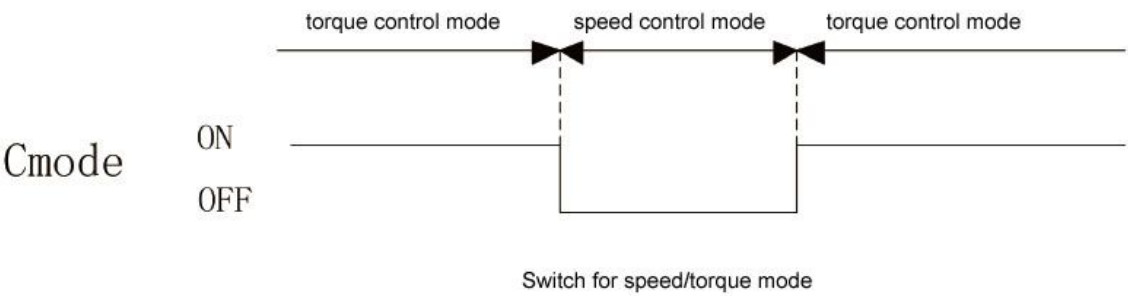 torque control mode speed control mode torque control mode
ON
Cmode
OFF
Switch for speed/torque mode